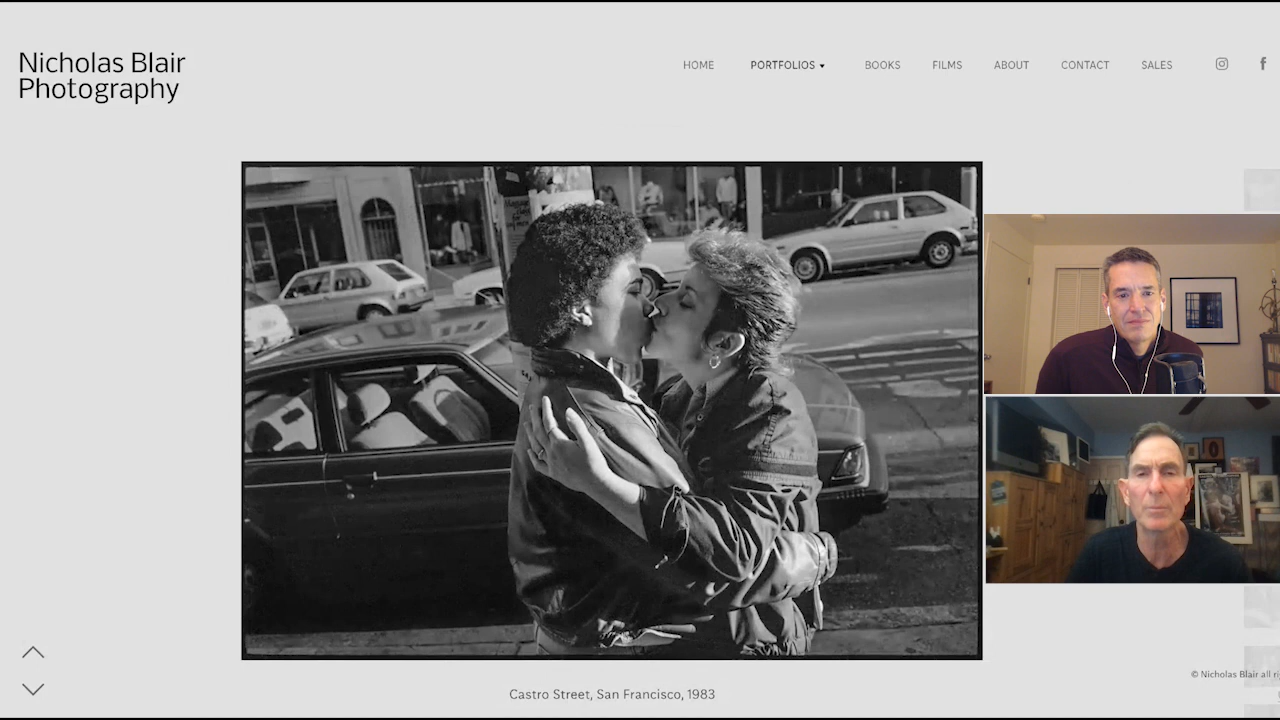 Nicholas Blair
Photography
HOME PORTFOLIOS ▾ BOOKS FILMS ABOUT CONTACT SALES
Castro Street, San Francisco, 1983
© Nicholas Blair all ri